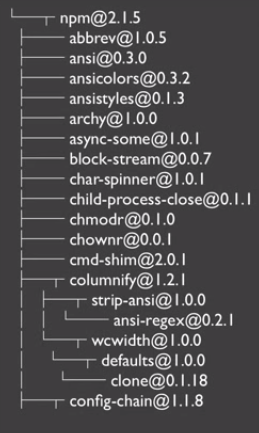 npm@2.1.5
abbrev@1.0.5
ansi@0.3.0
ansicolors@0.3.2
ansistyles@0.1.3
archy@1.0.0
async-some@1.0.1
block-stream@0.0.7
char-spinner@1.0.1
child-process-close@0.1.1
chmodr@0.1.0
chownr@0.0.1
cmd-shim@2.0.1
columnify@1.2.1
strip-ansi@1.0.0
ansi-regex@0.2.1
wcwidth@1.0.0
defaults@1.0.0
clone@0.1.18
config-chain@1.1.8